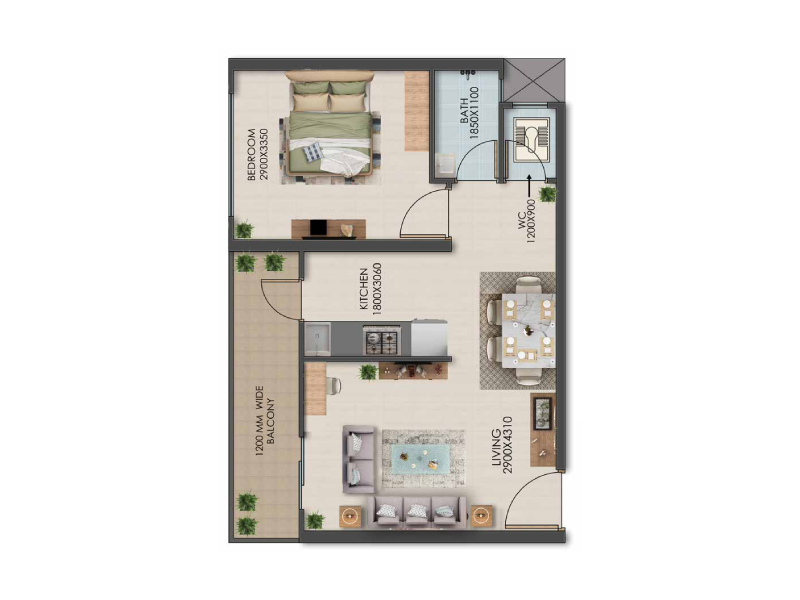 BEDROOM
2900X3350
BATH
1850X1100
WC
1200X900
KITCHEN
1800X3060
1200 MM WIDE
BALCONY
LIVING
2900X4310